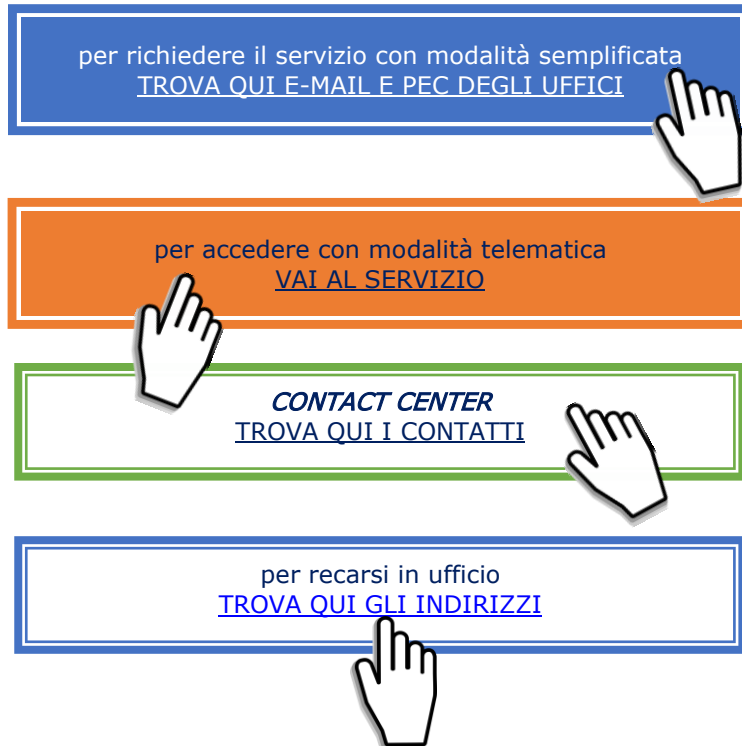 per richiedere il servizio con modalità semplificata
TROVA QUI E-MAIL E PEC DEGLI UFFICI
per accedere con modalità telematica
VAI AL SERVIZIO
CONTACT CENTER
TROVA QUI I CONTATTI
per recarsi in ufficio
TROVA QUI GLI INDIRIZZI